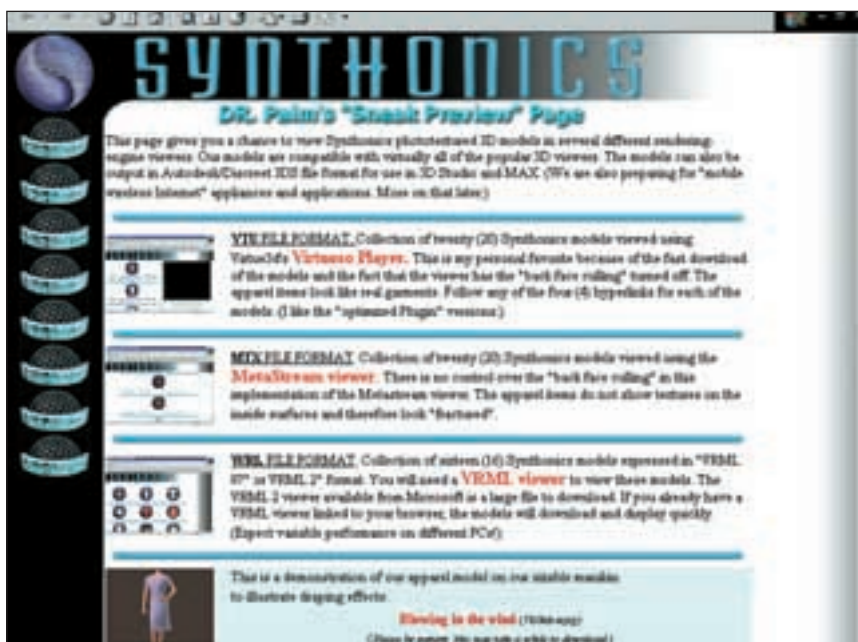 SYNTHONICS
DR. Palm's "Sneak Preview" Page
This page gives you a chance to view Synthonics phototextured 3D models in several different rendering-
engine viewers. Our models are compatible with virtually all of the popular 3D viewers. The models can also be
output in Autodesk/Discreet 3DS file format for use in 3D Studio and MAX. (We are also preparing for "mobile
wireless Internet" appliances and applications. More on that later.)
FILE FORMAT. Collection of twenty (20) Synthonics models viewed using
Virtue3d's Virtuoso Player. This is my personal favorite because of the fast download
of the models and the fact that the viewer has the "back face culling" turned off. The
apparel items look like real garments. Follow any of the four (4) hyperlinks for each of the
models. (I like the "optimized Plugin" versions.)
MTX FILE FORMAT. Collection of twenty (20) Synthonics models viewed using the
MetaStream viewer. There is no control over the "back face culling" in this
implementation of the Metastream viewer. The apparel items do not show textures on the
inside surfaces and therefore look "fractured".
WRL FILE FORMAT. Collection of sixteen (16) Synthonics models expressed in "VRML
97" or VRML 2" format. You will need a VRML viewer to view these models. The
VRML 2 viewer available from Microsoft is a large file to download. If you already have a
VRML viewer linked to your browser, the models will download and display quickly.
(Expect variable performance on different PCs!)
This is a demonstration of our apparel model on our sizable manikin
to illustrate draping effects.
Blowing in the wind
(Please be patient, this may take a while to download.)